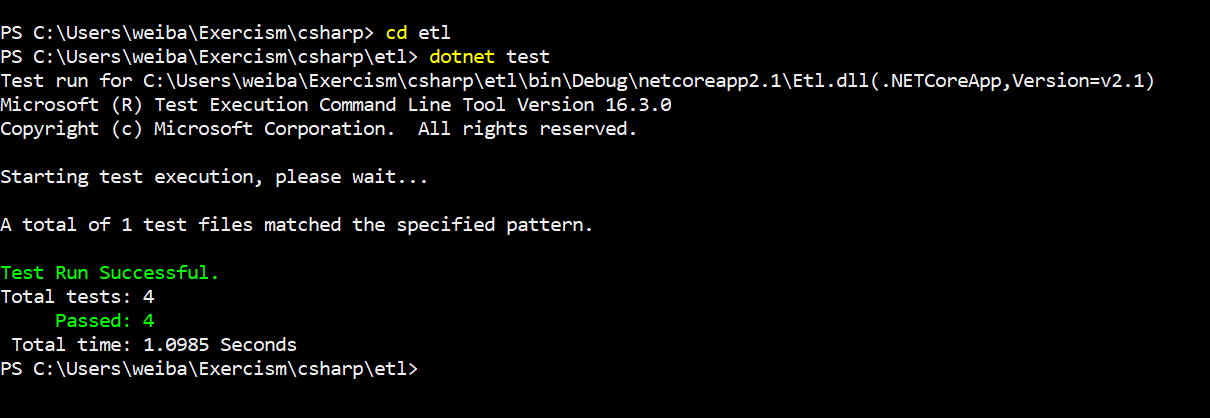 PS C:\Users\weiba\Exercism\csharp> cd etl
PS C:\Users\weiba\Exercism\csharp\etl> dotnet test
Test run for C:\Users\weiba\Exercism\csharp\etl\bin\Debug\netcoreapp2.1\Etl.dll(.NETCoreApp,Version=v2.1)
Microsoft (R) Test Execution Command Line Tool Version 16.3.0
Copyright (c) Microsoft Corporation.  All rights reserved.
Starting test execution, please wait...
A total of 1 test files matched the specified pattern.
Test Run Successful.
Total tests: 4
     Passed: 4
 Total time: 1.0985 Seconds
PS C:\Users\weiba\Exercism\csharp\etl>